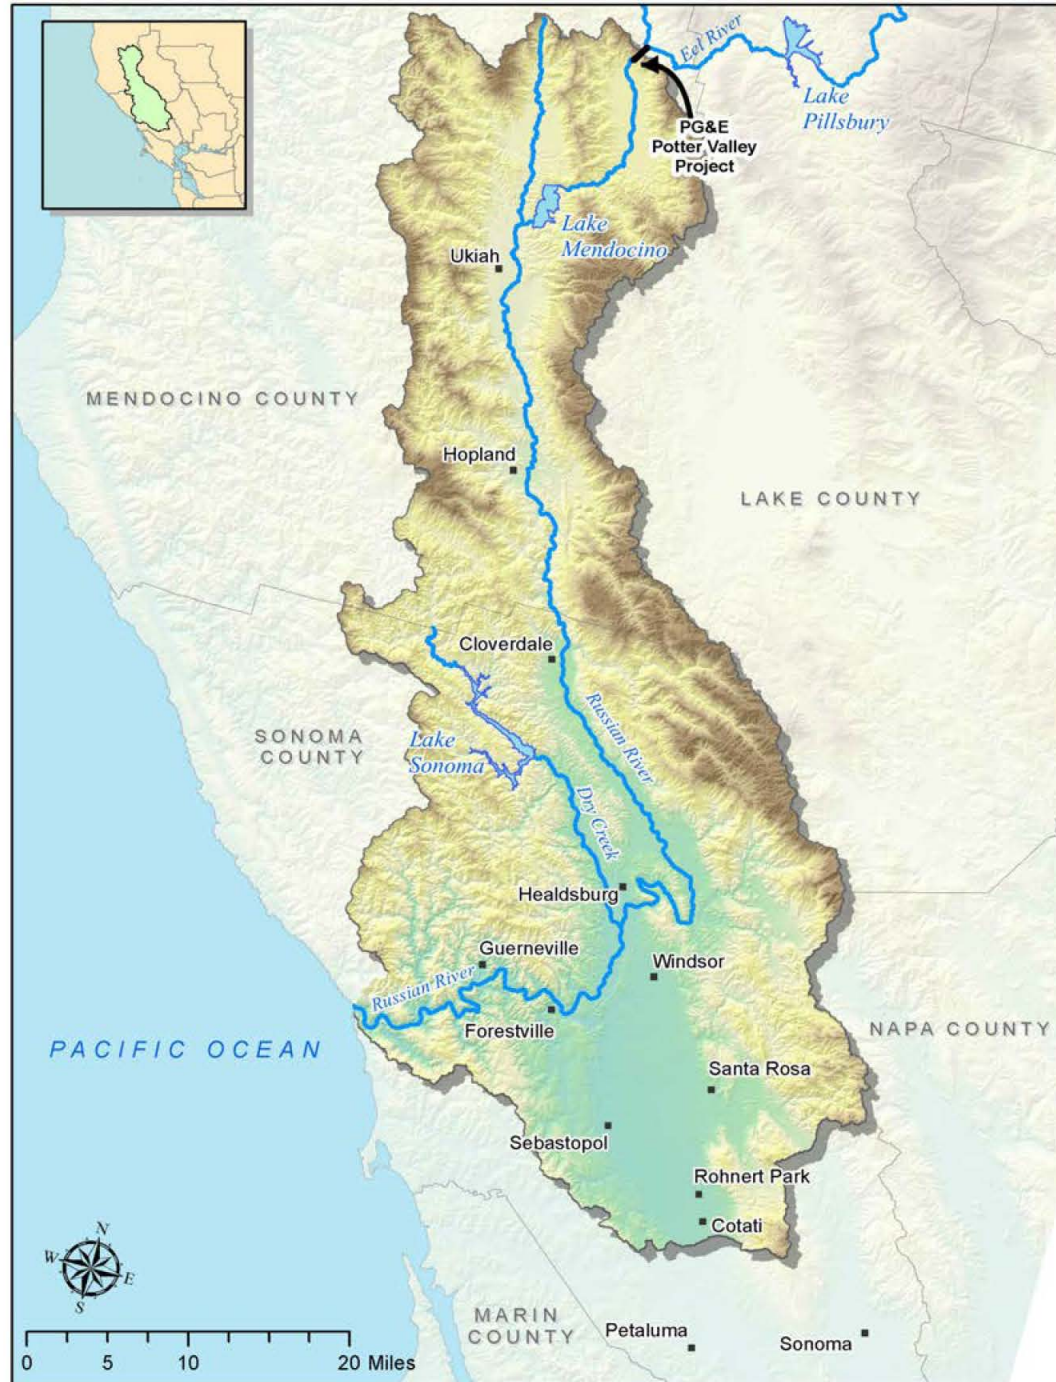 Eel River
Lake
Pillsbury
PG&E
Potter Valley
Project
Lake
Mendocino
Ukiah
MENDOCINO COUNTY
Hopland
LAKE COUNTY
Cloverdale
Russian River
SONOMA
COUNTY
Lake
Sonoma
Dry Creek
Healdsburg
Guerneville
Windsor
Russian River
Forestville
NAPA COUNTY
PACIFIC OCEAN
Santa Rosa
Sebastopol
Rohnert Park
Cotati
N
W
E
S
MARIN
COUNTY
Petaluma
Sonoma
0 5 10 20 Miles